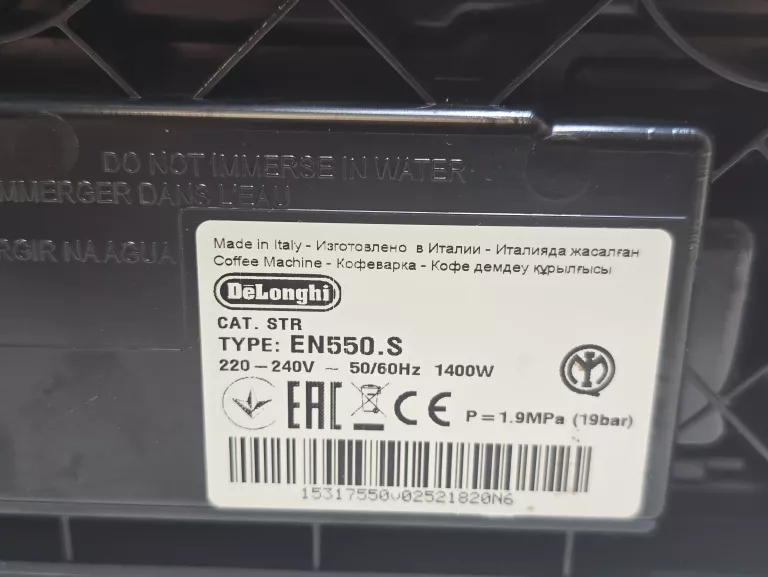 DO NOT IMMERSE IN WATER
MMERGER DANS L'EAU
RGIR NA AGUA
Made in Italy - Изготовлено в Италии - Италияда жасалған
Coffee Machine - Кофеварка - Кофе демдеу құрылғысы
DeLonghi
CAT. STR
TYPE: EN550.S
220-240V ~ 50/60Hz 1400W
EAC CE P=1.9MPa (19bar)
15317550v02521820N6